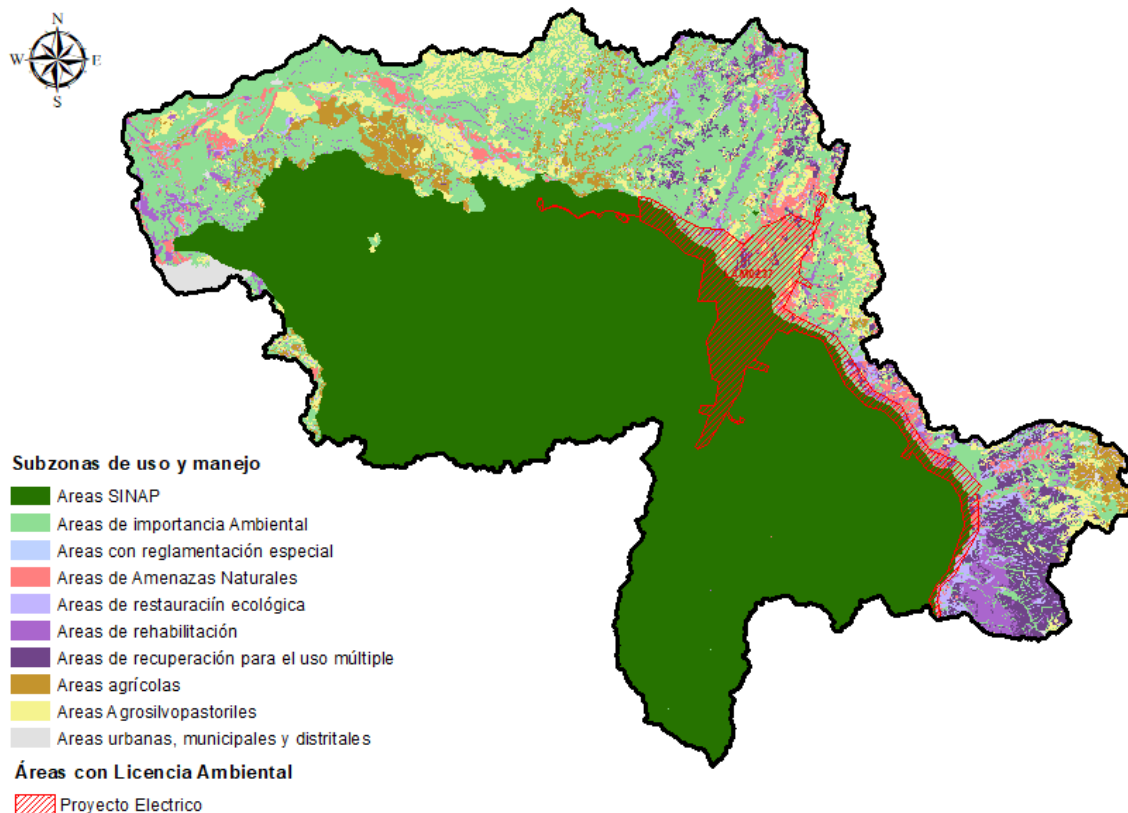 N
W E
S
LAM0237
Subzonas de uso y manejo
Areas SINAP
Areas de importancia Ambiental
Areas con reglamentación especial
Areas de Amenazas Naturales
Areas de restauraciín ecológica
Areas de rehabilitación
Areas de recuperación para el uso múltiple
Areas agrícolas
Areas Agrosilvopastoriles
Areas urbanas, municipales y distritales
Áreas con Licencia Ambiental
Proyecto Electrico